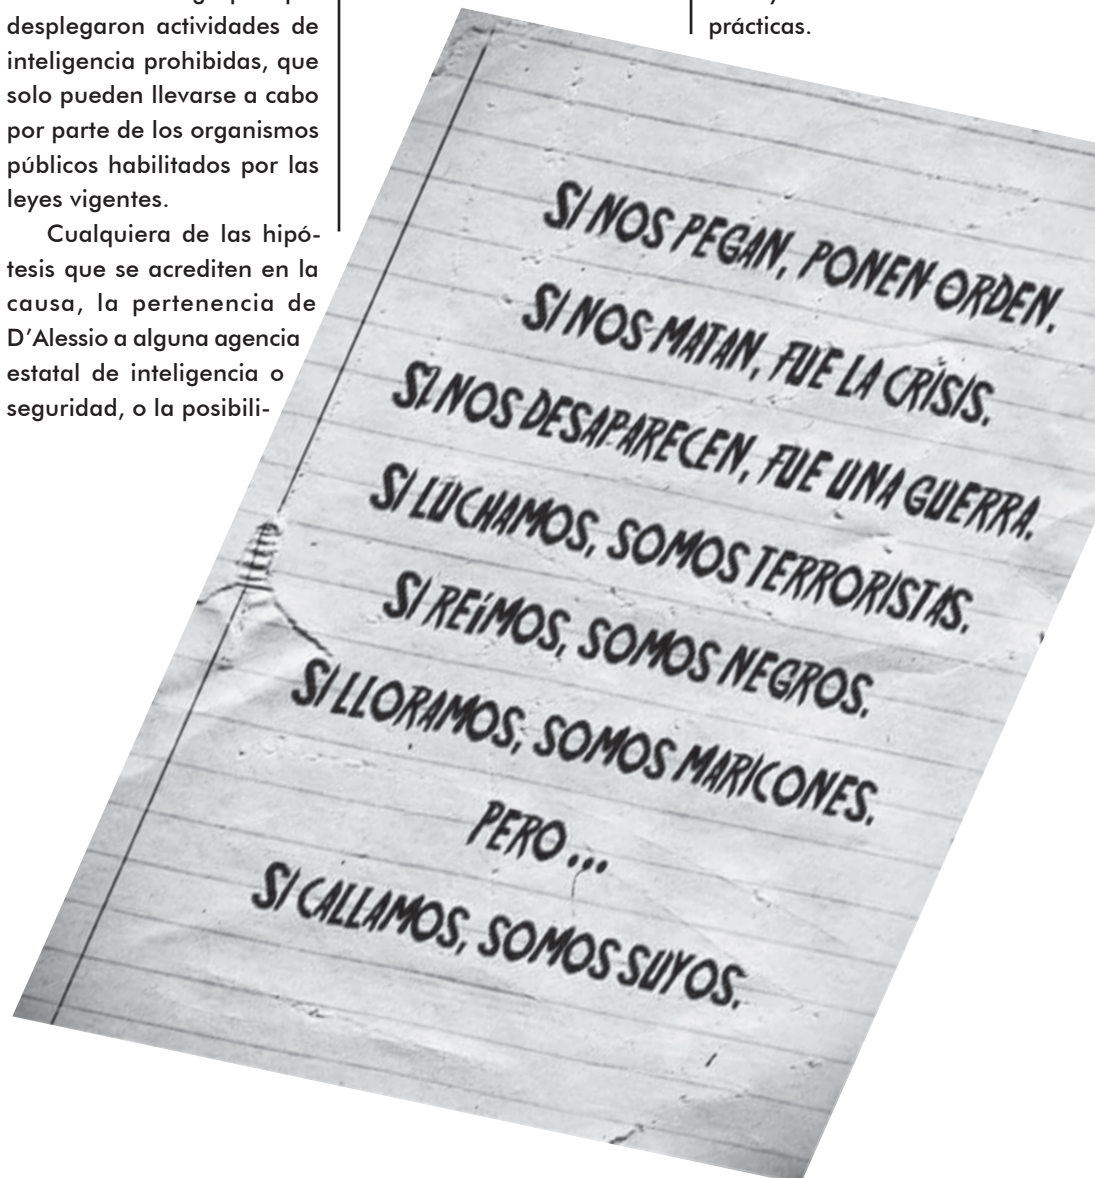 desplegaron actividades de
inteligencia prohibidas, que
solo pueden llevarse a cabo
por parte de los organismos
públicos habilitados por las
leyes vigentes.
Cualquiera de las hipó-
tesis que se acrediten en la
causa, la pertenencia de
D’Alessio a alguna agencia
estatal de inteligencia o
seguridad, o la posibili-
prácticas.
SI NOS PEGAN, PONEN ORDEN.
SI NOS MATAN, FUE LA CRISIS.
SI NOS DESAPARECEN, FUE UNA GUERRA.
SI LUCHAMOS, SOMOS TERRORISTAS.
SI REÍMOS, SOMOS NEGROS.
SI LLORAMOS, SOMOS MARICONES.
PERO...
SI CALLAMOS, SOMOS SUYOS.